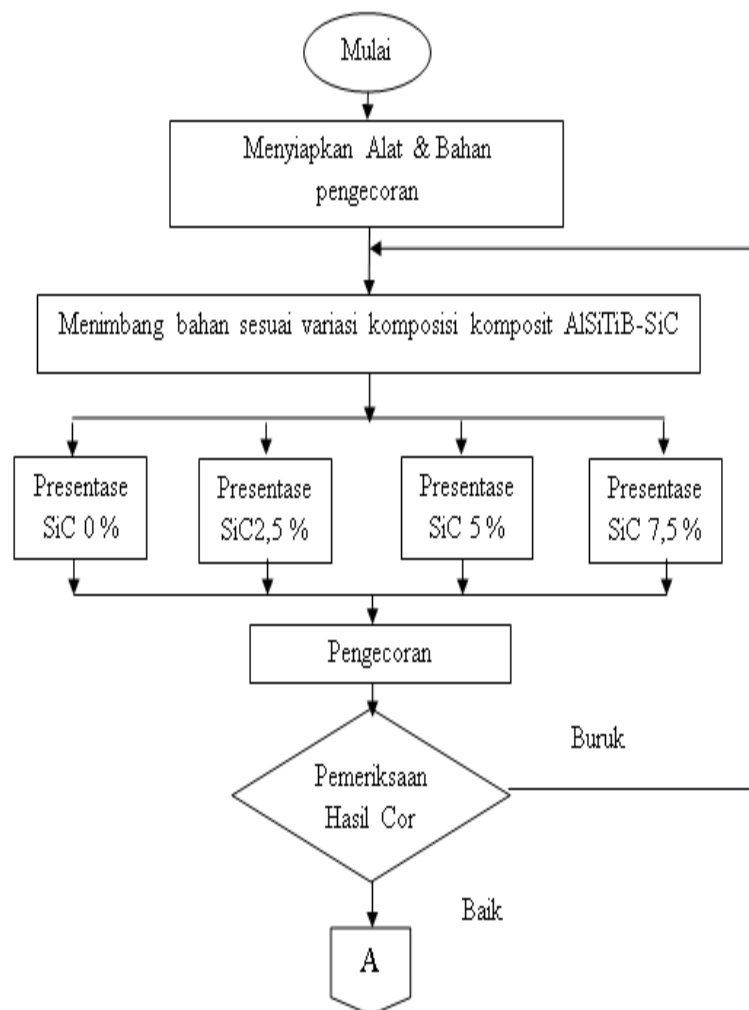 Mulai
Menyiapkan Alat & Bahan
pengecoran
Menimbang bahan sesuai variasi komposisi komposit AlSiTiB-SiC
Presentase
SiC 0 %
Presentase
SiC2,5 %
Presentase
SiC 5 %
Presentase
SiC 7,5 %
Pengecoran
Buruk
Pemeriksaan
Hasil Cor
Baik
A